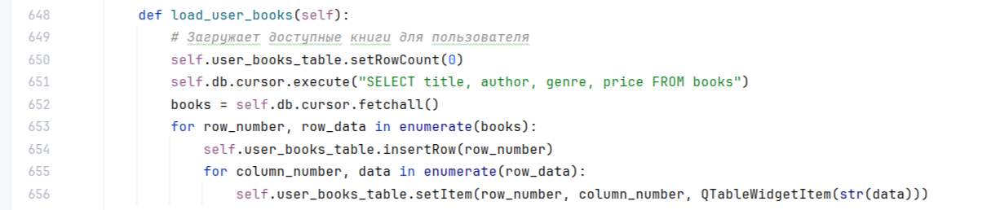 648 def load_user_books(self):
649 # Загружает доступные книги для пользователя
650 self.user_books_table.setRowCount(0)
651 self.db.cursor.execute("SELECT title, author, genre, price FROM books")
652 books = self.db.cursor.fetchall()
653 for row_number, row_data in enumerate(books):
654 self.user_books_table.insertRow(row_number)
655 for column_number, data in enumerate(row_data):
656 self.user_books_table.setItem(row_number, column_number, QTableWidgetItem(str(data)))